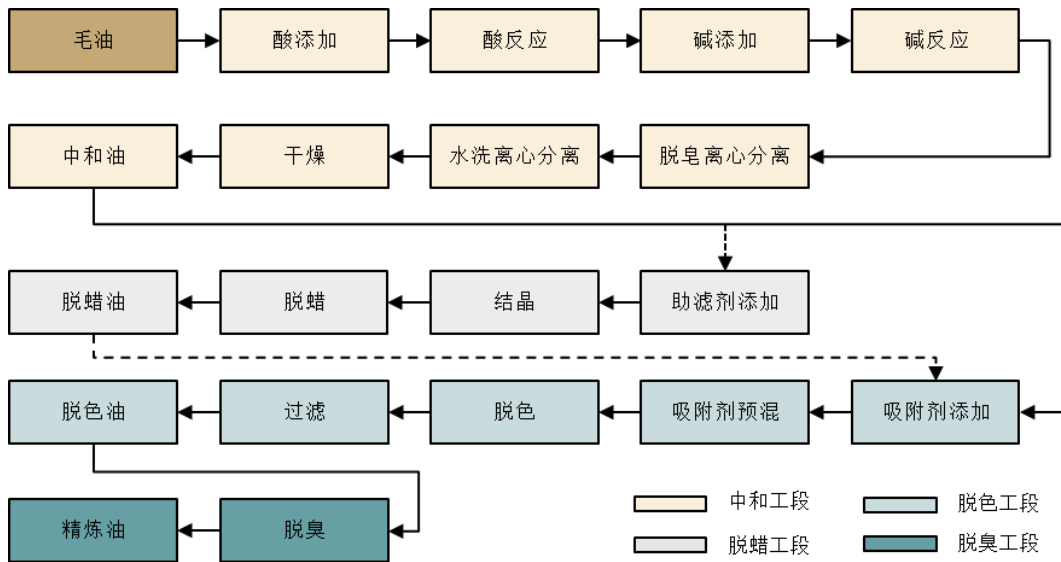 毛油
酸添加
酸反应
碱添加
碱反应
中和油
干燥
水洗离心分离
脱皂离心分离
脱蜡油
脱蜡
结晶
助滤剂添加
脱色油
过滤
脱色
吸附剂预混
吸附剂添加
精炼油
脱臭
中和工段
脱色工段
脱蜡工段
脱臭工段